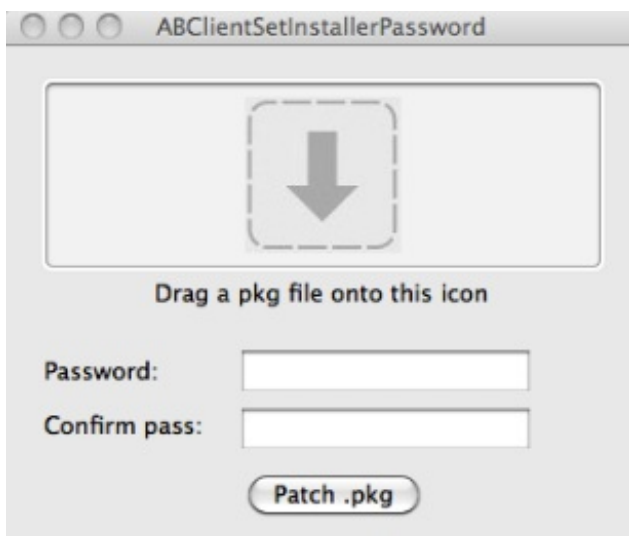 ABClientSetInstallerPassword
Drag a pkg file onto this icon
Password:
Confirm pass:
Patch .pkg